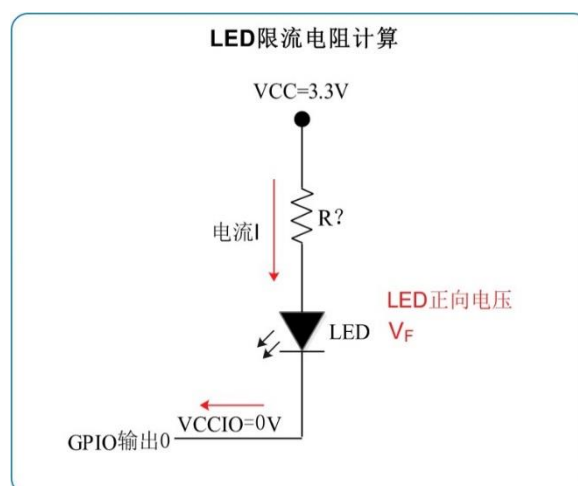 LED限流电阻计算
VCC=3.3V
R?
电流I
LED正向电压
LED
V_F
VCCIO=0V
GPIO输出0